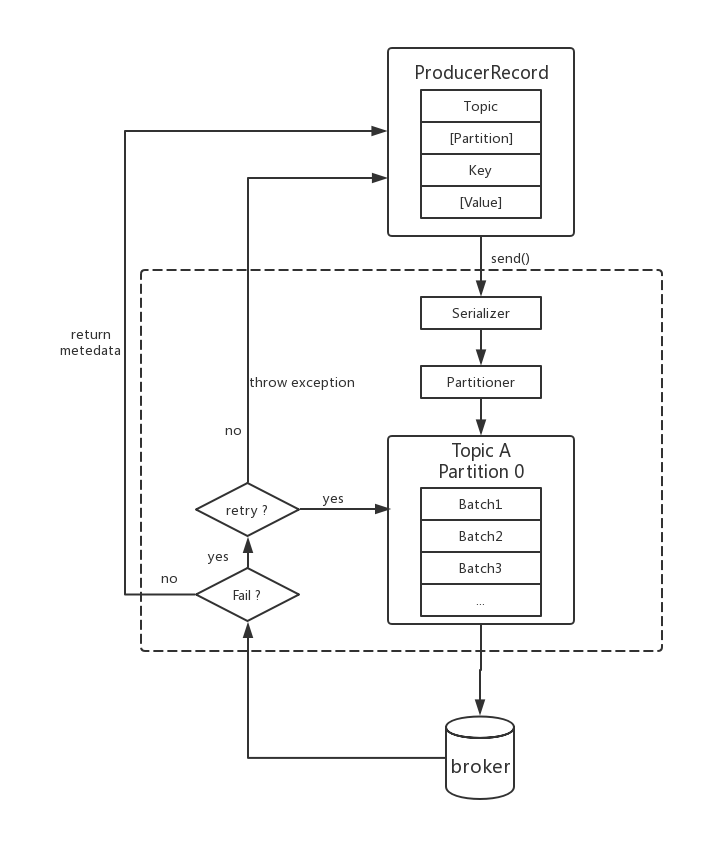 ProducerRecord
Topic
[Partition]
Key
[Value]
send()
Serializer
return
metedata
Partitioner
throw exception
no
Topic A
Partition 0
Batch1
Batch2
Batch3
...
retry ?
yes
yes
no
Fail ?
broker